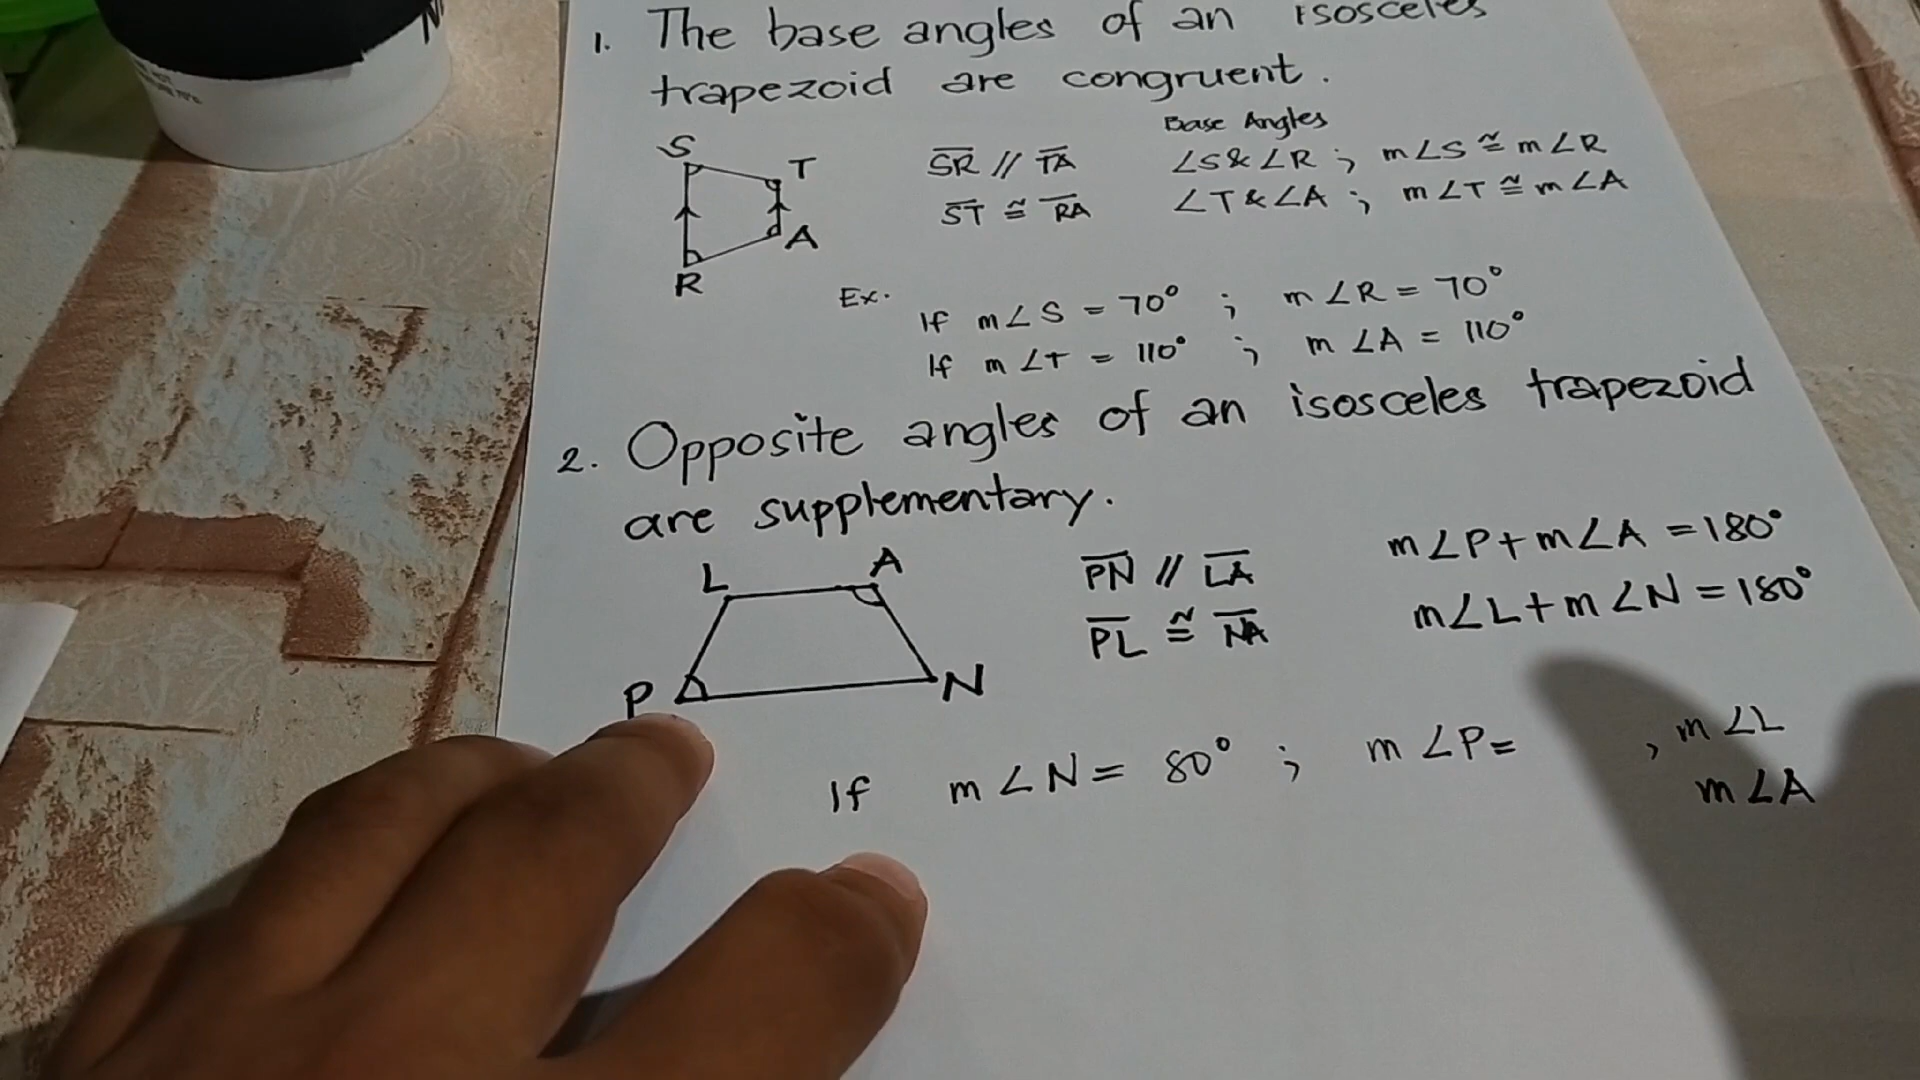 1. The base angles of an isosceles
trapezoid are congruent.
Base Angles
S
T
A
R
SR // TA
∠S & ∠R ; m∠S ≅ m∠R
ST ≅ RA
∠T & ∠A ; m∠T ≅ m∠A
Ex.
If m∠S = 70° ; m∠R = 70°
If m∠T = 110° ; m∠A = 110°
2. Opposite angles of an isosceles trapezoid
are supplementary.
L
A
P
N
PN // LA
m∠P + m∠A = 180°
PL ≅ NA
m∠L + m∠N = 180°
If m∠N = 80° ; m∠P = , m∠L
m∠A